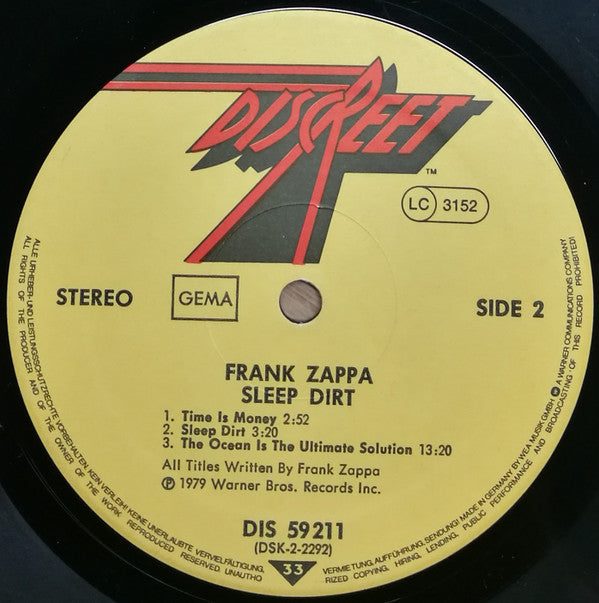 DISCREET
™
LC 3152
STEREO
GEMA
SIDE 2
FRANK ZAPPA
SLEEP DIRT
1. Time Is Money 2:52
2. Sleep Dirt 3:20
3. The Ocean Is The Ultimate Solution 13:20
All Titles Written By Frank Zappa
℗ 1979 Warner Bros. Records Inc.
DIS 59211
(DSK-2-2292)
33
ALLE URHEBER- UND LEISTUNGSSCHUTZRECHTE VORBEHALTEN. KEIN VERLEIH! KEINE UNERLAUBTE VERVIELFÄLTIGUNG, VERMIETUNG, AUFFÜHRUNG, SENDUNG! MADE IN GERMANY BY WEA MUSIK GMBH A WARNER COMMUNICATIONS COMPANY
ALL RIGHTS OF THE PRODUCER AND OF THE OWNER OF THE WORK REPRODUCED RESERVED. UNAUTHORIZED COPYING, HIRING, LENDING, PUBLIC PERFORMANCE AND BROADCASTING OF THIS RECORD PROHIBITED!